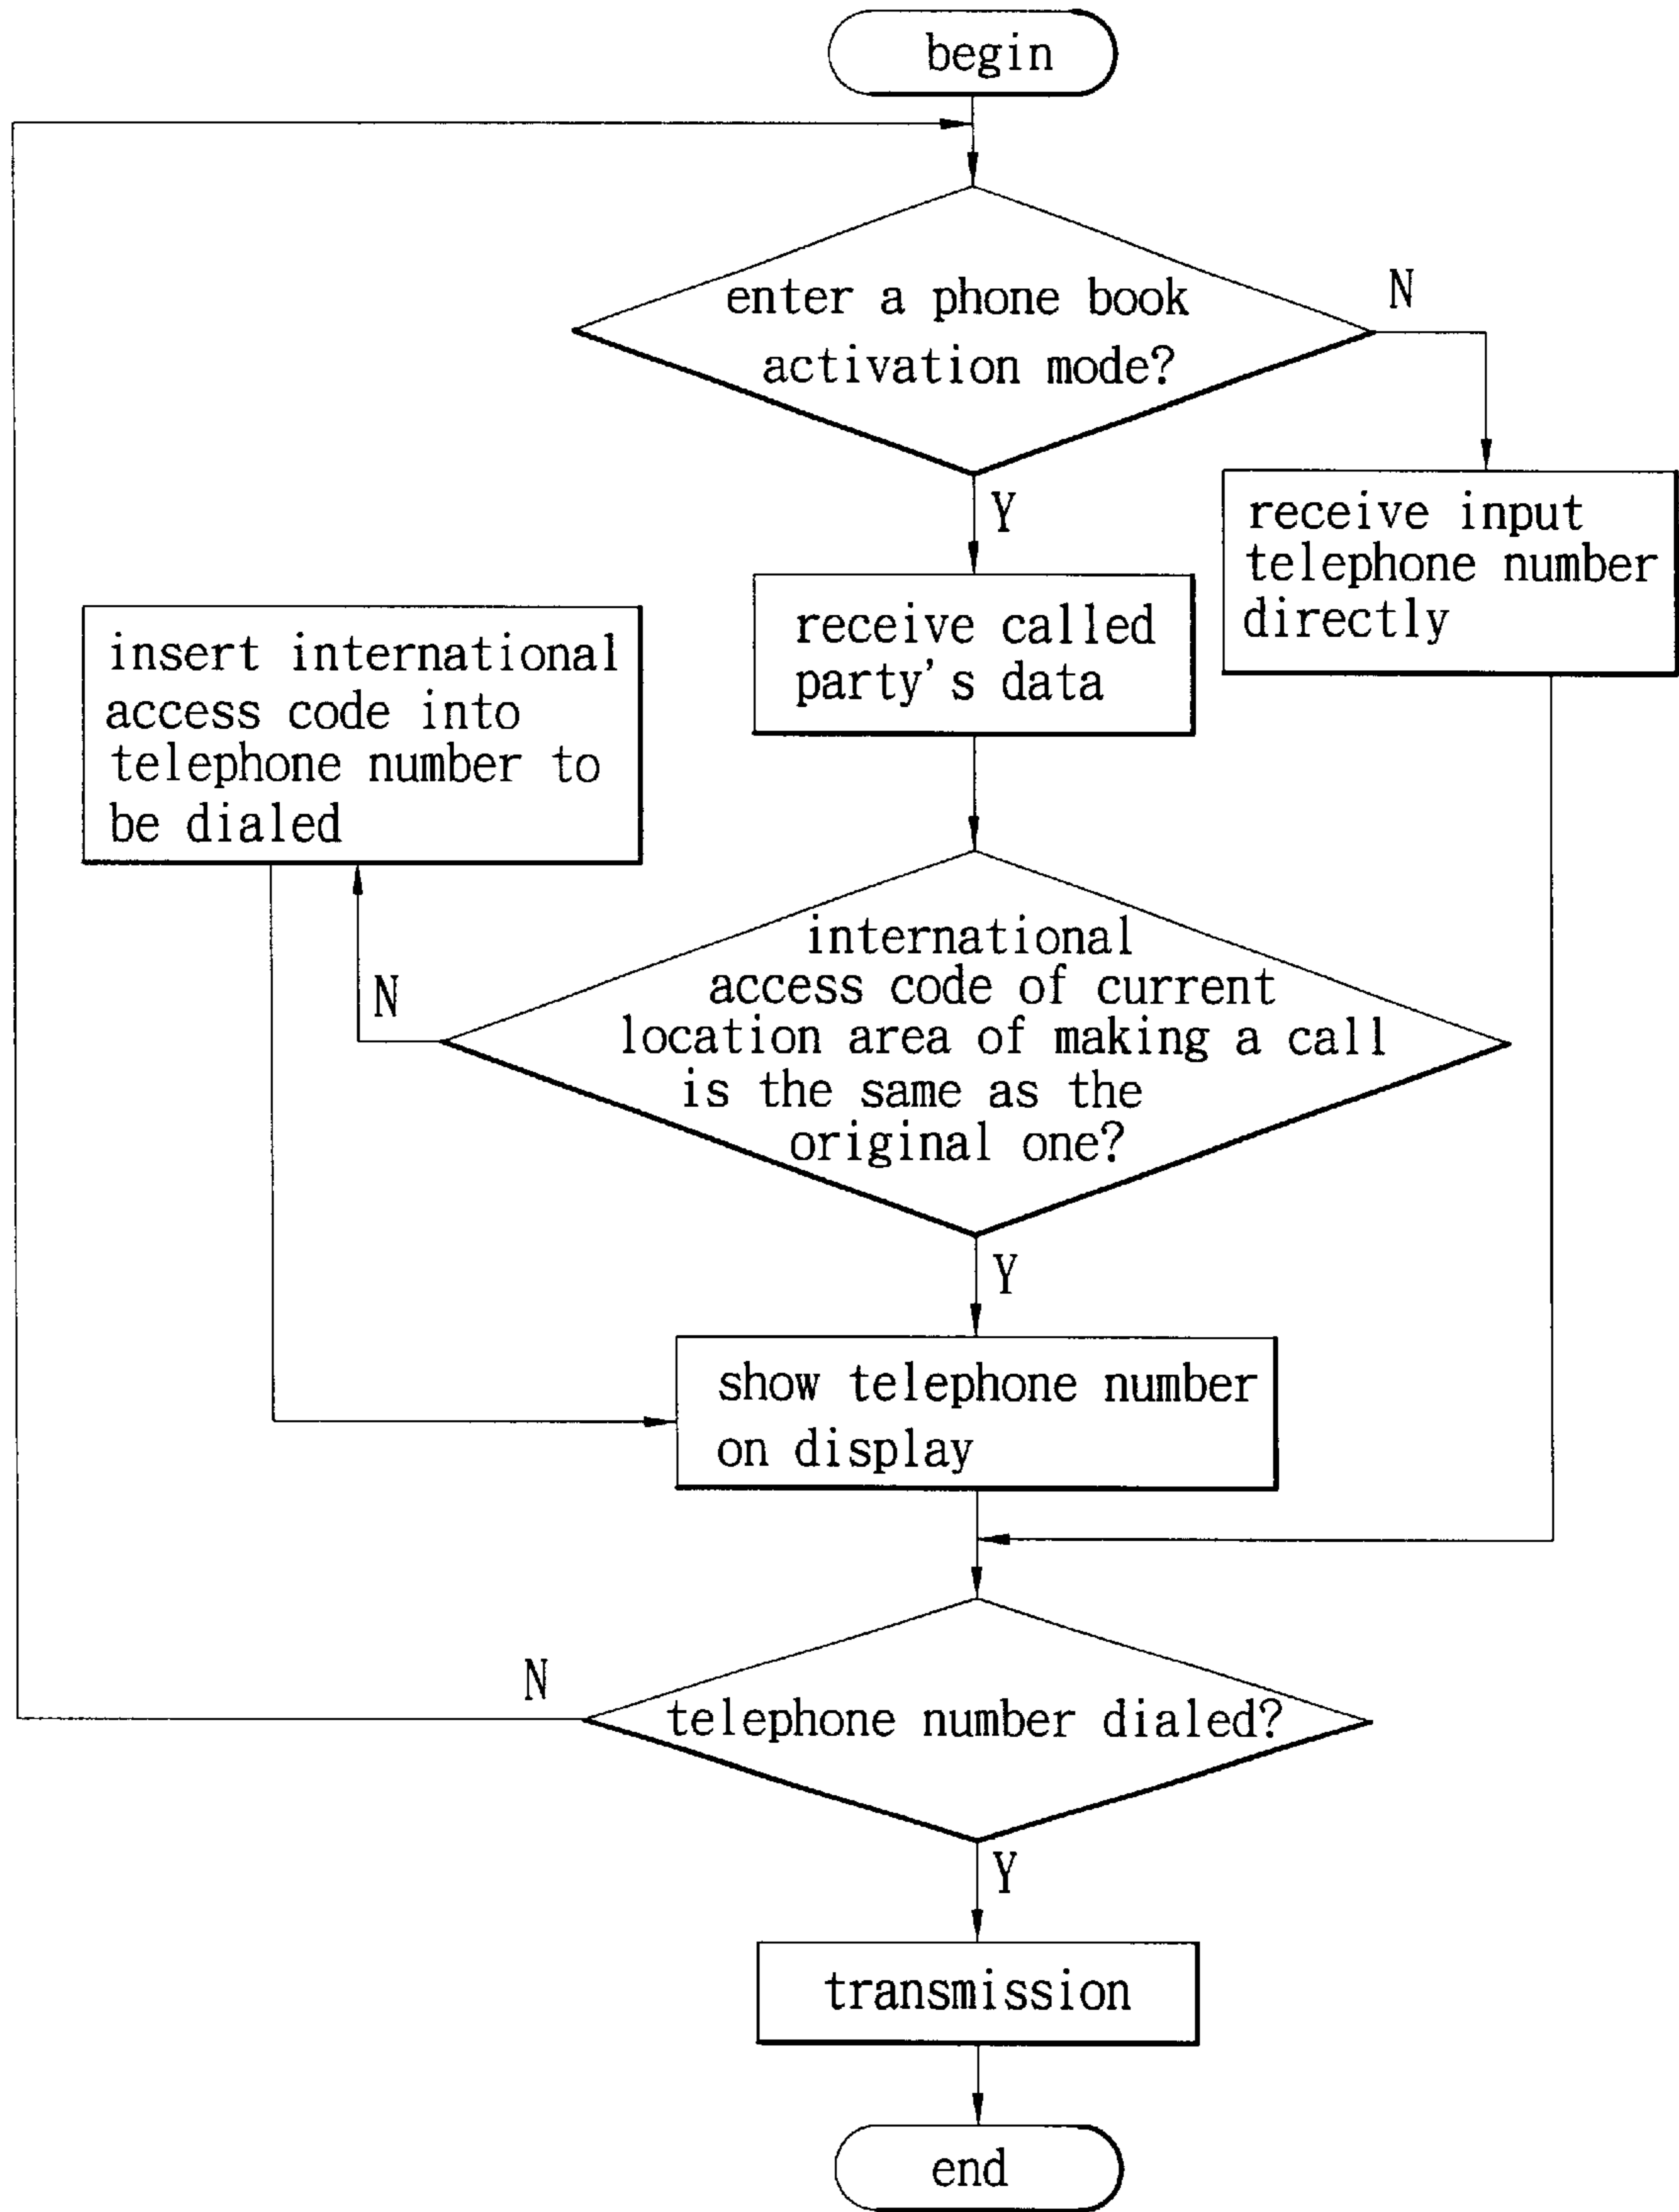 begin
enter a phone book
activation mode?
N
Y
receive input
telephone number
directly
receive called
party's data
insert international
access code into
telephone number to
be dialed
international
access code of current
location area of making a call
is the same as the
original one?
N
Y
show telephone number
on display
telephone number dialed?
N
Y
transmission
end